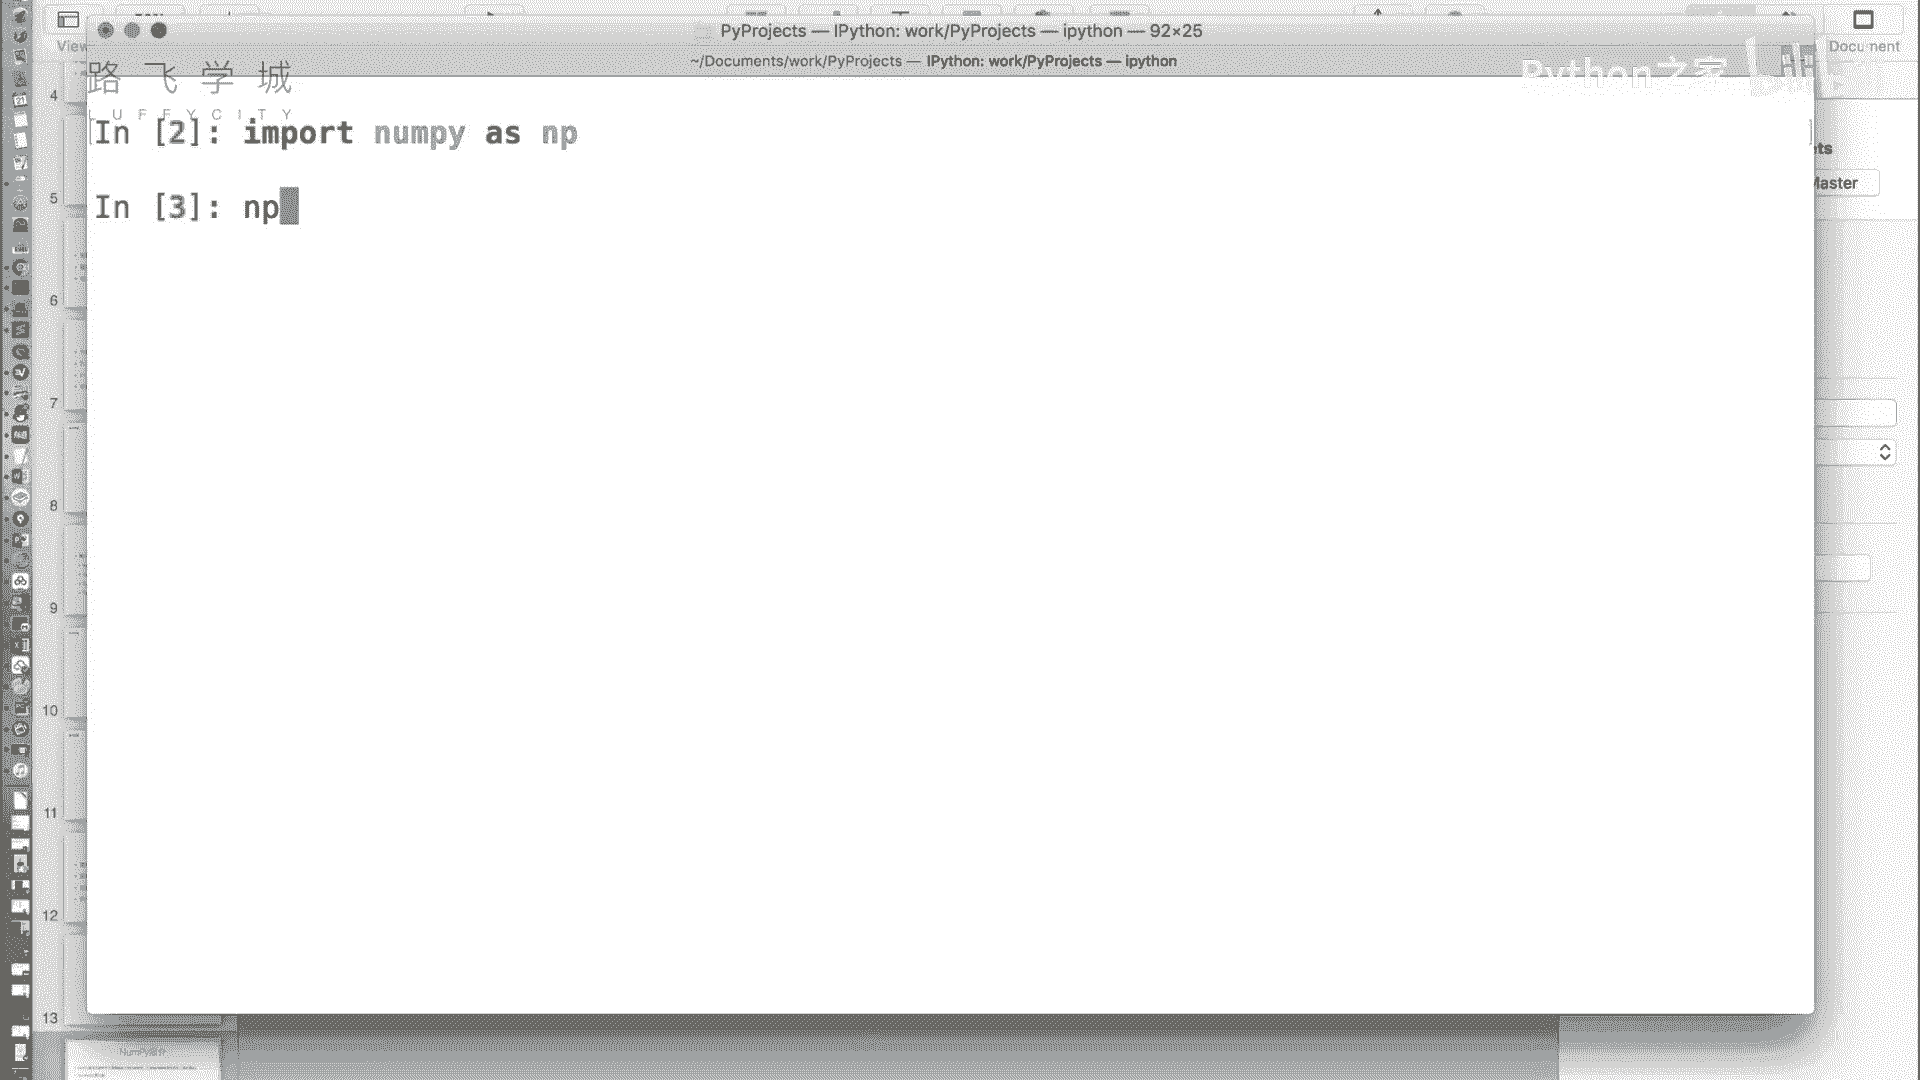 View
Document
PyProjects — IPython: work/PyProjects — ipython — 92×25
~/Documents/work/PyProjects — IPython: work/PyProjects — ipython
路飞学城
LUFFYCITY
Python之家
In [2]: import numpy as np
In [3]: np
Master
4
5
6
7
8
9
10
11
12
13